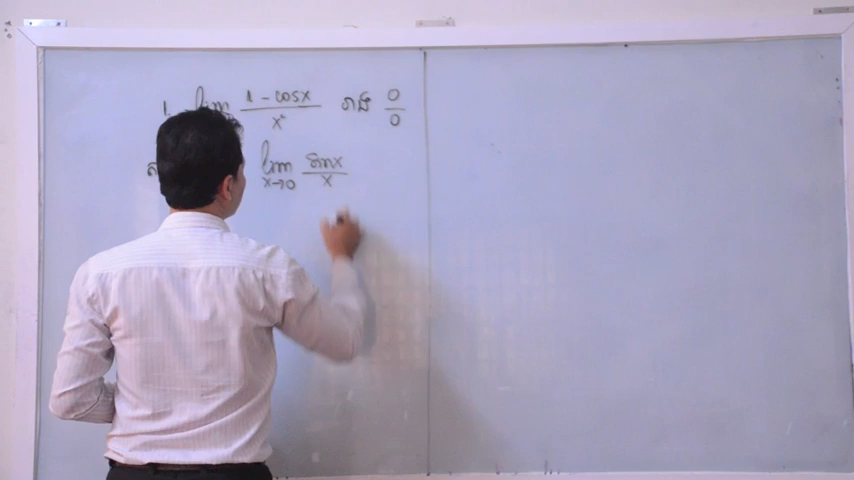 1. lim 1 - cosx / x² រាង 0/0
lim x→0 sinx / x